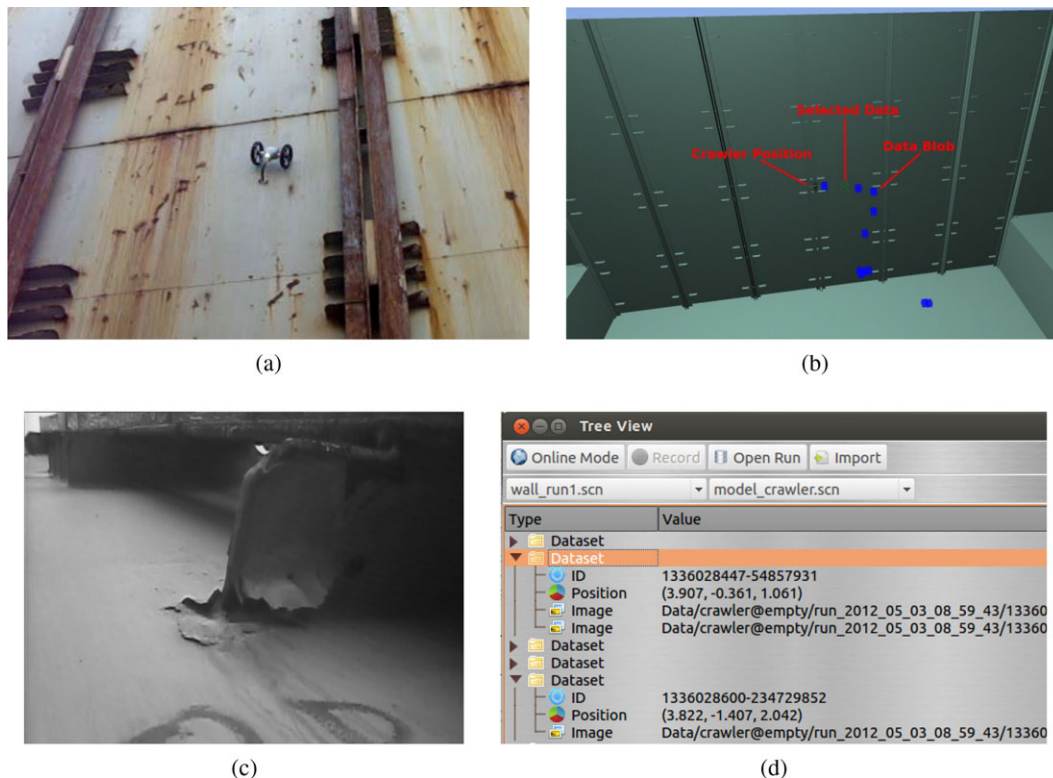 Selected Data
Crawler Position
Data Blob
(a)
(b)
Tree View
Online Mode Record Open Run Import
wall_run1.scn model_crawler.scn
Type Value
Dataset
Dataset
ID 1336028447-54857931
Position (3.907, -0.361, 1.061)
Image Data/crawler@empty/run_2012_05_03_08_59_43/13360
Image Data/crawler@empty/run_2012_05_03_08_59_43/13360
Dataset
Dataset
Dataset
ID 1336028600-234729852
Position (3.822, -1.407, 2.042)
Image Data/crawler@empty/run_2012_05_03_08_59_43/13360
(c)
(d)